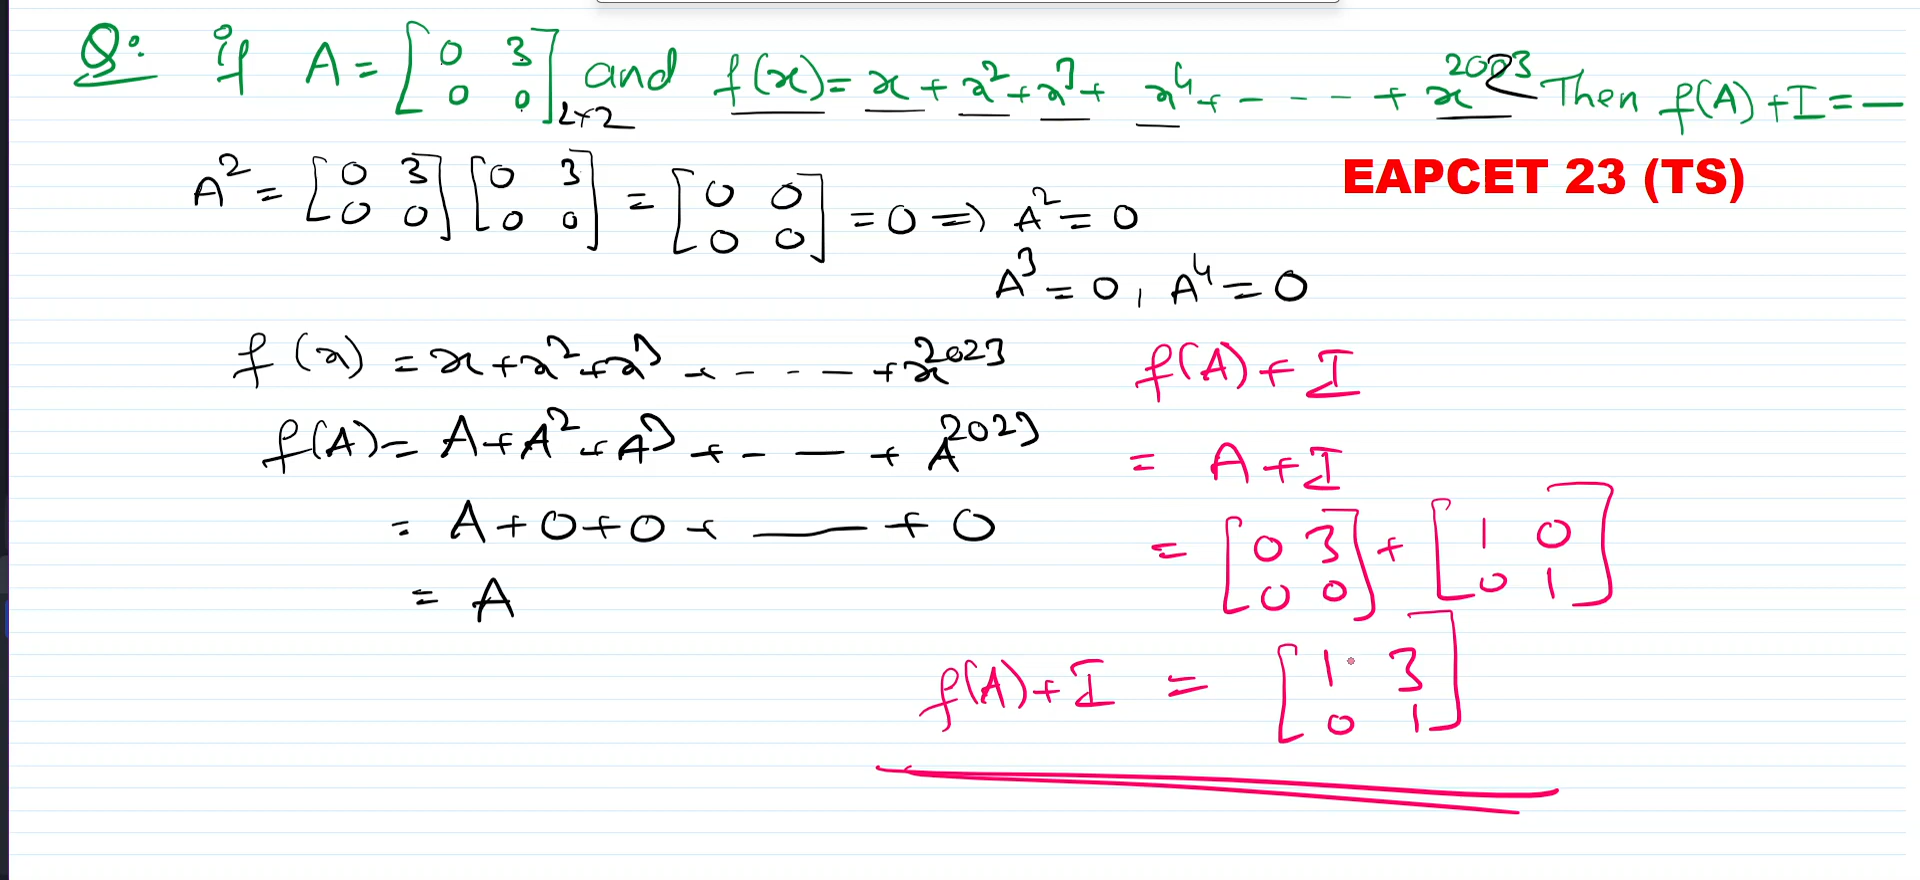 Q: if A = [0 3 0 0]2×2 and f(x) = x + x² + x³ + x⁴ + - - - - + x²⁰²³ Then f(A) + I = —
EAPCET 23 (TS)
A² = [0 3 0 0] [0 3 0 0] = [0 0 0 0] = 0 ⇒ A² = 0
A³ = 0, A⁴ = 0
f(x) = x + x² + x³ + - - - — + x²⁰²³
f(A) = A + A² + A³ + - — + A²⁰²³
= A + 0 + 0 + — + 0
= A
f(A) + I
= A + I
= [0 3 0 0] + [1 0 0 1]
f(A) + I = [1 3 0 1]